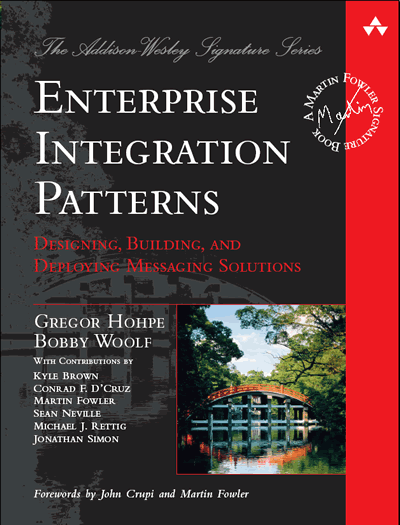 The Addison-Wesley Signature Series
ENTERPRISE
INTEGRATION
PATTERNS
A MARTIN FOWLER SIGNATURE BOOK
Martin
DESIGNING, BUILDING, AND
DEPLOYING MESSAGING SOLUTIONS
GREGOR HOHPE
BOBBY WOOLF
WITH CONTRIBUTIONS BY
KYLE BROWN
CONRAD F. D'CRUZ
MARTIN FOWLER
SEAN NEVILLE
MICHAEL J. RETTIG
JONATHAN SIMON
Forewords by John Crupi and Martin Fowler